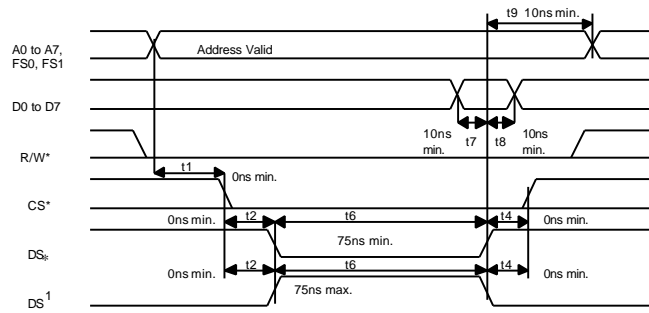 t9 10ns min.
A0 to A7,
FS0, FS1
Address Valid
D0 to D7
10ns
min.
t7
t8
10ns
min.
R/W*
t1
0ns min.
CS*
0ns min.
t2
t6
t4
0ns min.
75ns min.
DS*
0ns min.
t2
t6
t4
0ns min.
75ns max.
DS1